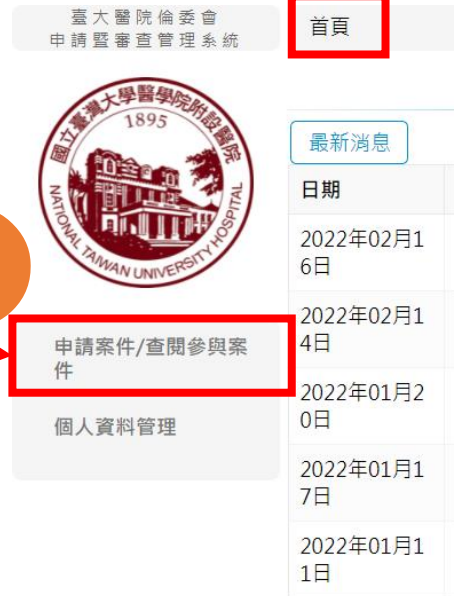 臺大醫院倫委會
申請暨審查管理系統
國立臺灣大學醫學院附設醫院
1895
NATIONAL TAIWAN UNIVERSITY HOSPITAL
申請案件/查閱參與案
件
個人資料管理
首頁
最新消息
日期
2022年02月1
6日
2022年02月1
4日
2022年01月2
0日
2022年01月1
7日
2022年01月1
1日